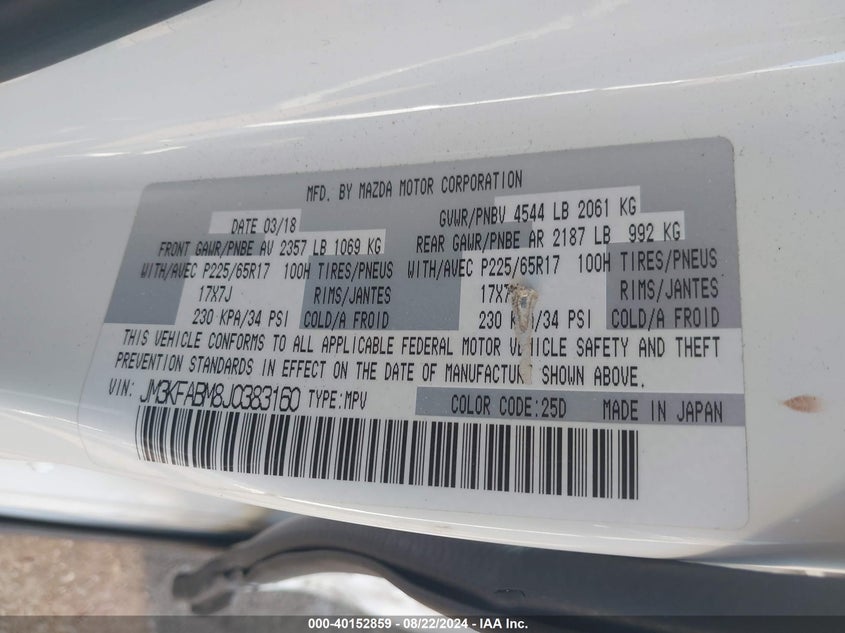 MFD. BY MAZDA MOTOR CORPORATION
DATE 03/18 GVWR/PNBV 4544 LB 2061 KG
FRONT GAWR/PNBE AV 2357 LB 1069 KG REAR GAWR/PNBE AR 2187 LB 992 KG
WITH/AVEC P225/65R17 100H TIRES/PNEUS WITH/AVEC P225/65R17 100H TIRES/PNEUS
17X7J RIMS/JANTES 17X7 RIMS/JANTES
230 KPA/34 PSI COLD/A FROID 230 /34 PSI COLD/A FROID
THIS VEHICLE CONFORMS TO ALL APPLICABLE FEDERAL MOTOR VEHICLE SAFETY AND THEFT
PREVENTION STANDARDS IN EFFECT ON THE DATE OF MANUFACTUR SHOWN ABOVE.
VIN: JM3KFABM8J0383160 TYPE:MPV COLOR CODE:25D MADE IN JAPAN
000-40152859 | 08/22/2024 | IAA Inc.